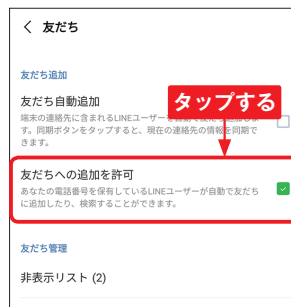 く 友だち
友だち追加
友だち自動追加
タップする
端末の連絡先に含まれるLINEユーザーを
す。同期ボタンをタップすると、現在の連絡先の情報を同期で
きます。
友だちへの追加を許可
あなたの電話番号を保有しているLINEユーザーが自動で友だち
に追加したり、検索することができます。
友だち管理
非表示リスト (2)